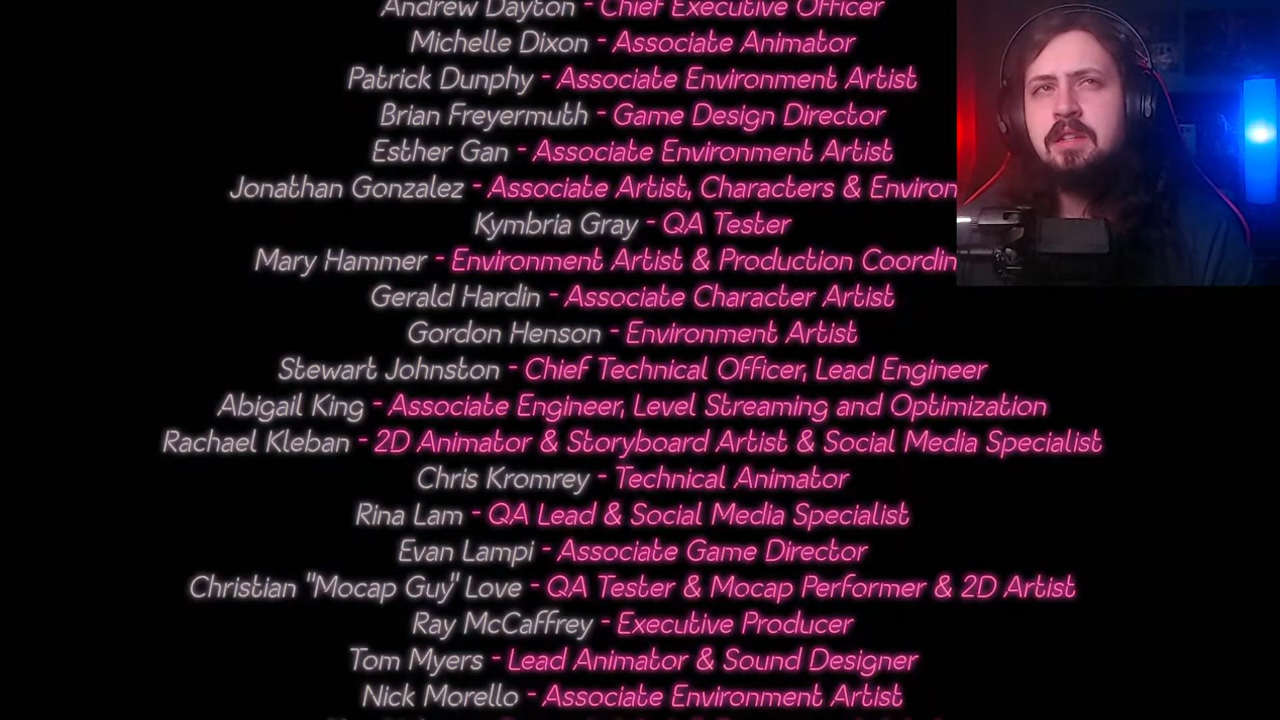 Andrew Dayton - Chief Executive Officer
Michelle Dixon - Associate Animator
Patrick Dunphy - Associate Environment Artist
Brian Freyermuth - Game Design Director
Esther Gan - Associate Environment Artist
Jonathan Gonzalez - Associate Artist, Characters & Environ
Kymbria Gray - QA Tester
Mary Hammer - Environment Artist & Production Coordin
Gerald Hardin - Associate Character Artist
Gordon Henson - Environment Artist
Stewart Johnston - Chief Technical Officer, Lead Engineer
Abigail King - Associate Engineer, Level Streaming and Optimization
Rachael Kleban - 2D Animator & Storyboard Artist & Social Media Specialist
Chris Kromrey - Technical Animator
Rina Lam - QA Lead & Social Media Specialist
Evan Lampi - Associate Game Director
Christian "Mocap Guy" Love - QA Tester & Mocap Performer & 2D Artist
Ray McCaffrey - Executive Producer
Tom Myers - Lead Animator & Sound Designer
Nick Morello - Associate Environment Artist